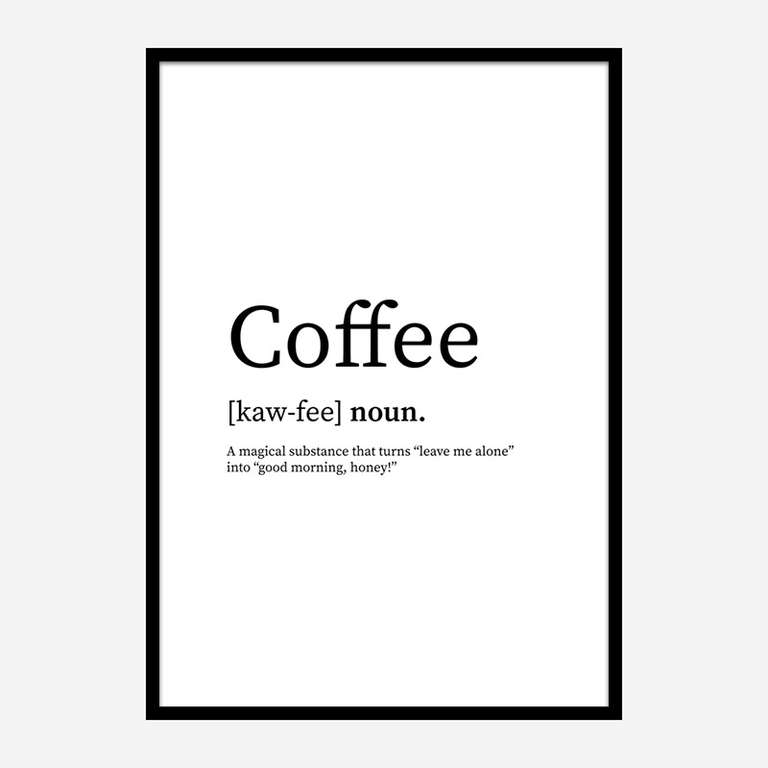 Coffee
[kaw-fee] noun.
A magical substance that turns “leave me alone”
into “good morning, honey!”